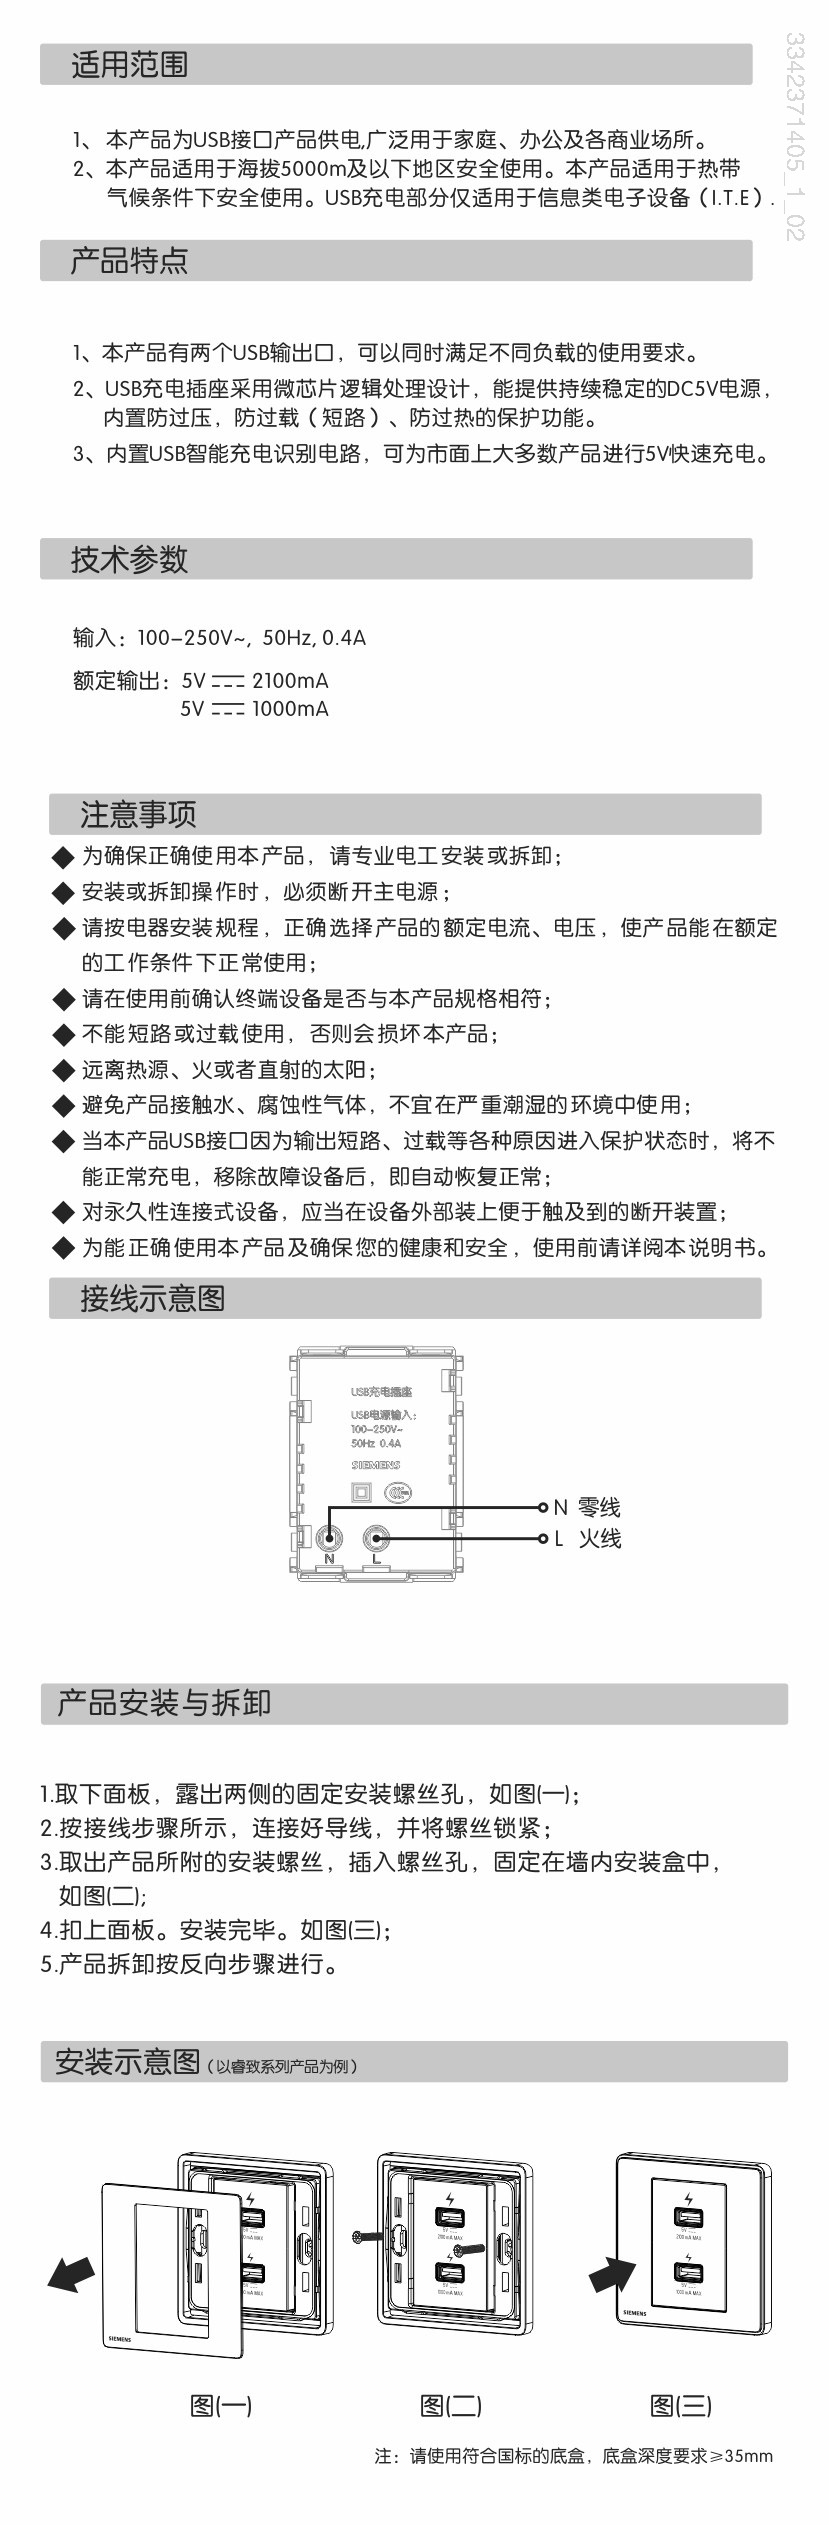 3342371405_1_02
适用范围
1、本产品为USB接口产品供电,广泛用于家庭、办公及各商业场所。
2、本产品适用于海拔5000m及以下地区安全使用。本产品适用于热带
气候条件下安全使用。USB充电部分仅适用于信息类电子设备（I.T.E）.
产品特点
1、本产品有两个USB输出口，可以同时满足不同负载的使用要求。
2、USB充电插座采用微芯片逻辑处理设计，能提供持续稳定的DC5V电源，
内置防过压，防过载（短路）、防过热的保护功能。
3、内置USB智能充电识别电路，可为市面上大多数产品进行5V快速充电。
技术参数
输入：100-250V~, 50Hz, 0.4A
额定输出：5V ⎓ 2100mA
5V ⎓ 1000mA
注意事项
◆ 为确保正确使用本产品，请专业电工安装或拆卸；
◆ 安装或拆卸操作时，必须断开主电源；
◆ 请按电器安装规程，正确选择产品的额定电流、电压，使产品能在额定
的工作条件下正常使用；
◆ 请在使用前确认终端设备是否与本产品规格相符；
◆ 不能短路或过载使用，否则会损坏本产品；
◆ 远离热源、火或者直射的太阳；
◆ 避免产品接触水、腐蚀性气体，不宜在严重潮湿的环境中使用；
◆ 当本产品USB接口因为输出短路、过载等各种原因进入保护状态时，将不
能正常充电，移除故障设备后，即自动恢复正常；
◆ 对永久性连接式设备，应当在设备外部装上便于触及到的断开装置；
◆ 为能正确使用本产品及确保您的健康和安全，使用前请详阅本说明书。
接线示意图
USB充电插座
USB电源输入：
100-250V~
50Hz 0.4A
SIEMENS
N 零线
L 火线
N L
产品安装与拆卸
1.取下面板，露出两侧的固定安装螺丝孔，如图(一)；
2.按接线步骤所示，连接好导线，并将螺丝锁紧；
3.取出产品所附的安装螺丝，插入螺丝孔，固定在墙内安装盒中，
如图(二);
4.扣上面板。安装完毕。如图(三)；
5.产品拆卸按反向步骤进行。
安装示意图（以睿致系列产品为例）
5V ⎓
2100 mA MAX
5V ⎓
1000 mA MAX
5V ⎓
2100 mA MAX
5V ⎓
1000 mA MAX
SIEMENS
SIEMENS
图(一) 图(二) 图(三)
注：请使用符合国标的底盒，底盒深度要求≥35mm